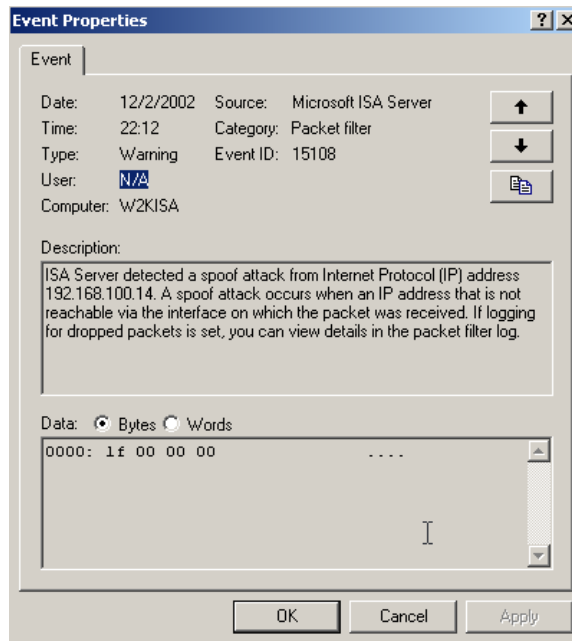 Event Properties
Event
Date: 12/2/2002 Source: Microsoft ISA Server
Time: 22:12 Category: Packet filter
Type: Warning Event ID: 15108
User: N/A
Computer: W2KISA
Description:
ISA Server detected a spoof attack from Internet Protocol (IP) address
192.168.100.14. A spoof attack occurs when an IP address that is not
reachable via the interface on which the packet was received. If logging
for dropped packets is set, you can view details in the packet filter log.
Data: Bytes Words
0000: 1f 00 00 00 ....
OK Cancel Apply